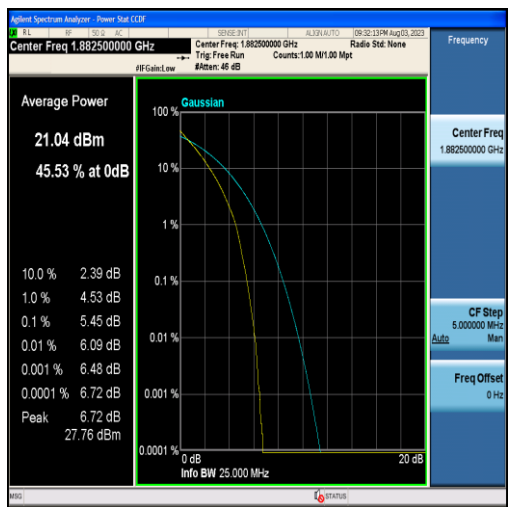 Agilent Spectrum Analyzer - Power Stat CCDF
RL RF 50 Ω AC SENSE:INT ALIGN AUTO 09:32:13 PM Aug 03, 2023
Center Freq 1.882500000 GHz
Center Freq: 1.882500000 GHz Radio Std: None
Trig: Free Run Counts:1.00 M/1.00 Mpt
#IFGain:Low #Atten: 46 dB
Frequency
Average Power
21.04 dBm
45.53 % at 0dB
10.0 % 2.39 dB
1.0 % 4.53 dB
0.1 % 5.45 dB
0.01 % 6.09 dB
0.001 % 6.48 dB
0.0001 % 6.72 dB
Peak 6.72 dB
27.76 dBm
Gaussian
100 %
10 %
1 %
0.1 %
0.01 %
0.001 %
0.0001 %
0 dB 20 dB
Info BW 25.000 MHz
Center Freq
1.882500000 GHz
CF Step
5.000000 MHz
Auto Man
Freq Offset
0 Hz
MSG STATUS